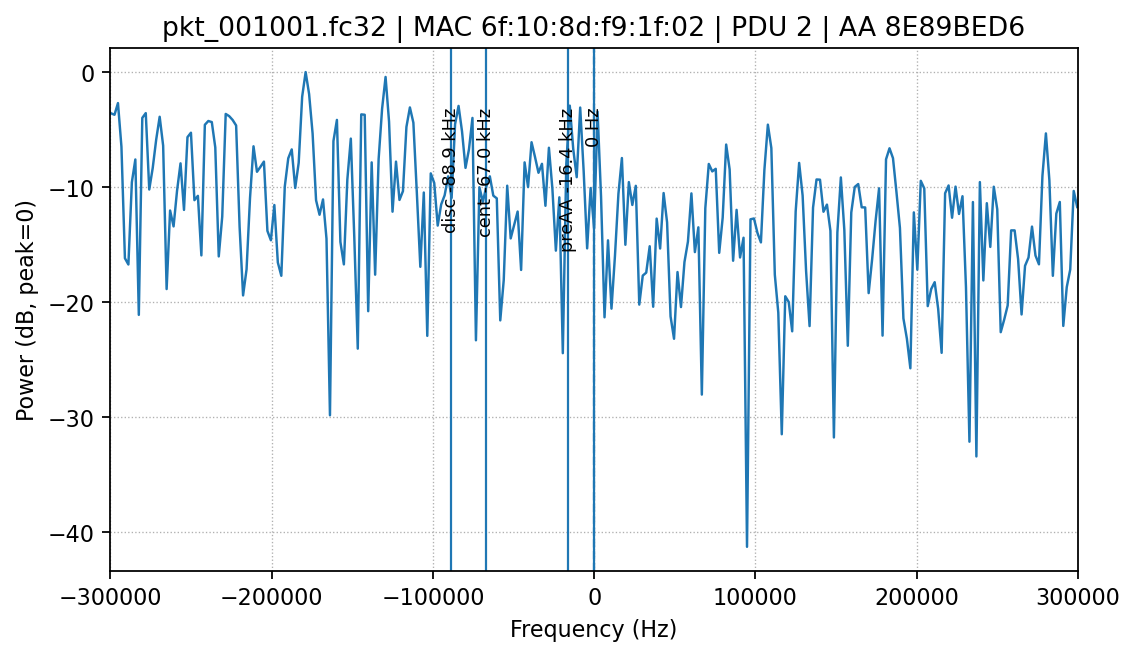 pkt_001001.fc32 | MAC 6f:10:8d:f9:1f:02 | PDU 2 | AA 8E89BED6
Power (dB, peak=0)
0
−10
−20
−30
−40
disc -88.9 kHz
cent -67.0 kHz
preAA -16.4 kHz
0 Hz
−300000
−200000
−100000
0
100000
200000
300000
Frequency (Hz)